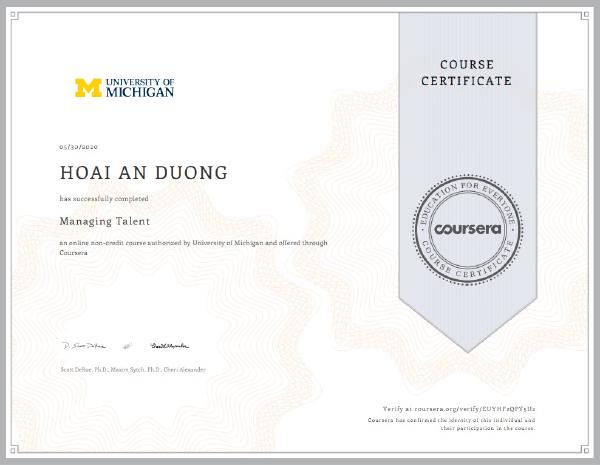 COURSE
CERTIFICATE
UNIVERSITY OF
MICHIGAN
05/30/2020
HOAI AN DUONG
has successfully completed
Managing Talent
an online non-credit course authorized by University of Michigan and offered through
Coursera
EDUCATION FOR EVERYONE
coursera
COURSE CERTIFICATE
Scott DeRue, Ph.D., Maxim Sytch, Ph.D., Cheri Alexander
Verify at coursera.org/verify/
Coursera has confirmed the identity of this individual and
their participation in the course.